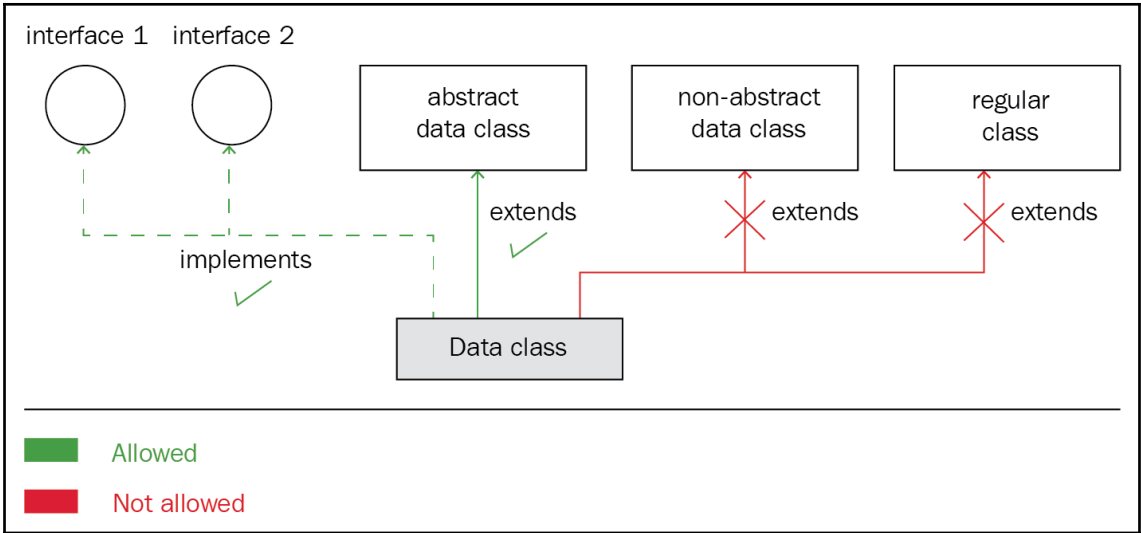 interface 1
interface 2
abstract
data class
non-abstract
data class
regular
class
extends
extends
extends
implements
Data class
Allowed
Not allowed